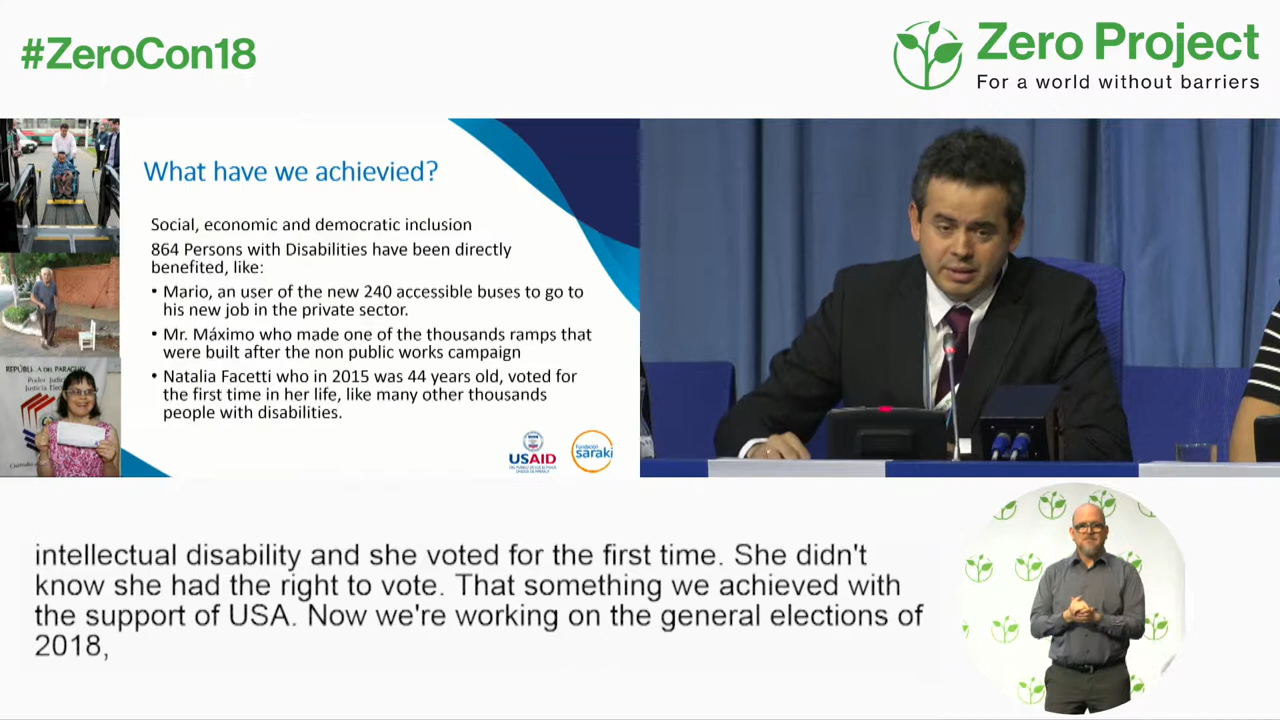 #ZeroCon18
Zero Project
For a world without barriers
What have we achievied?
Social, economic and democratic inclusion
864 Persons with Disabilities have been directly
benefited, like:
• Mario, an user of the new 240 accessible buses to go to
his new job in the private sector.
• Mr. Máximo who made one of the thousands ramps that
were built after the non public works campaign
• Natalia Facetti who in 2015 was 44 years old, voted for
the first time in her life, like many other thousands
people with disabilities.
USAID
Fundación
saraki
intellectual disability and she voted for the first time. She didn't
know she had the right to vote. That something we achieved with
the support of USA. Now we're working on the general elections of
2018,